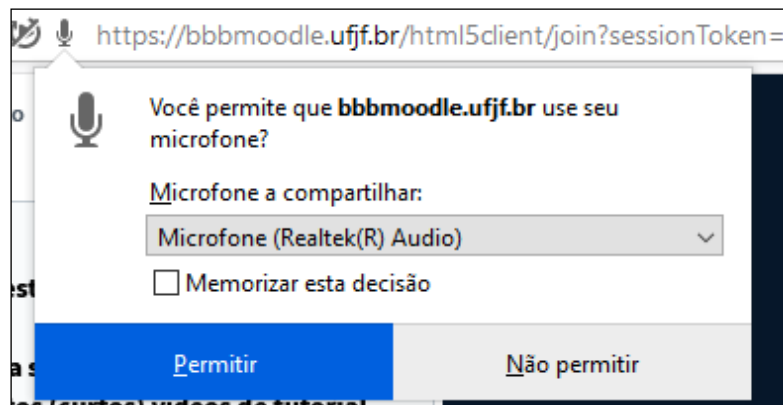 https://bbbmoodle.ufjf.br/html5client/join?sessionToken=
o
Você permite que bbbmoodle.ufjf.br use seu
microfone?
Microfone a compartilhar:
Microfone (Realtek(R) Audio)
Memorizar esta decisão
Permitir
Não permitir